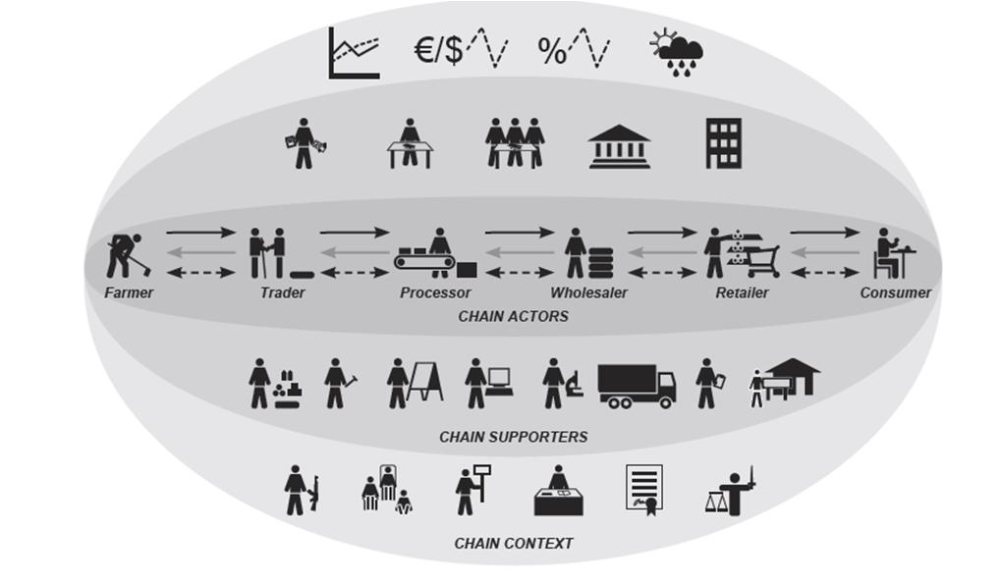 €/$ %
Farmer Trader Processor Wholesaler Retailer Consumer
CHAIN ACTORS
CHAIN SUPPORTERS
CHAIN CONTEXT